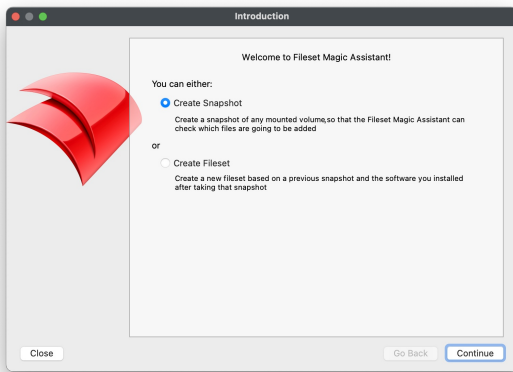 Introduction
Welcome to Fileset Magic Assistant!
You can either:
Create Snapshot
Create a snapshot of any mounted volume,so that the Fileset Magic Assistant can
check which files are going to be added
or
Create Fileset
Create a new fileset based on a previous snapshot and the software you installed
after taking that snapshot
Close
Go Back
Continue